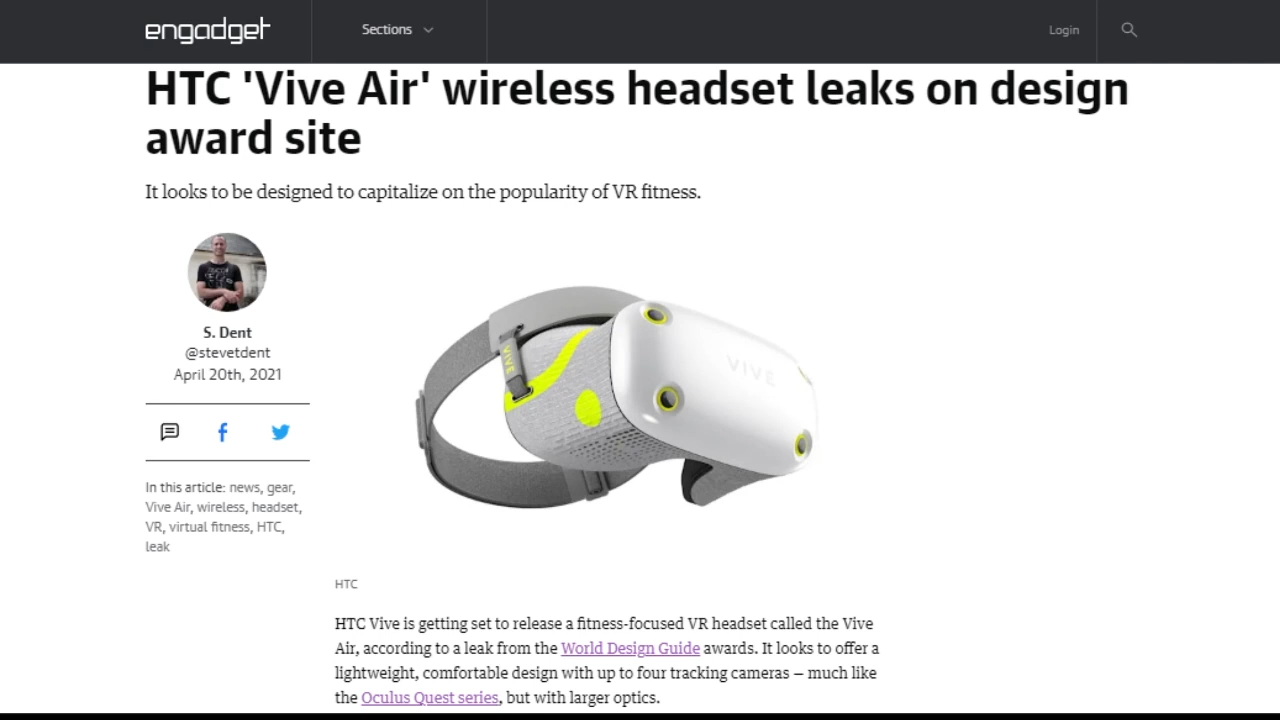 engadget
Sections
Login
HTC 'Vive Air' wireless headset leaks on design
award site
It looks to be designed to capitalize on the popularity of VR fitness.
S. Dent
@stevetdent
April 20th, 2021
In this article: news, gear,
Vive Air, wireless, headset,
VR, virtual fitness, HTC,
leak
VIVE
VIVE
HTC
HTC Vive is getting set to release a fitness-focused VR headset called the Vive
Air, according to a leak from the World Design Guide awards. It looks to offer a
lightweight, comfortable design with up to four tracking cameras – much like
the Oculus Quest series, but with larger optics.